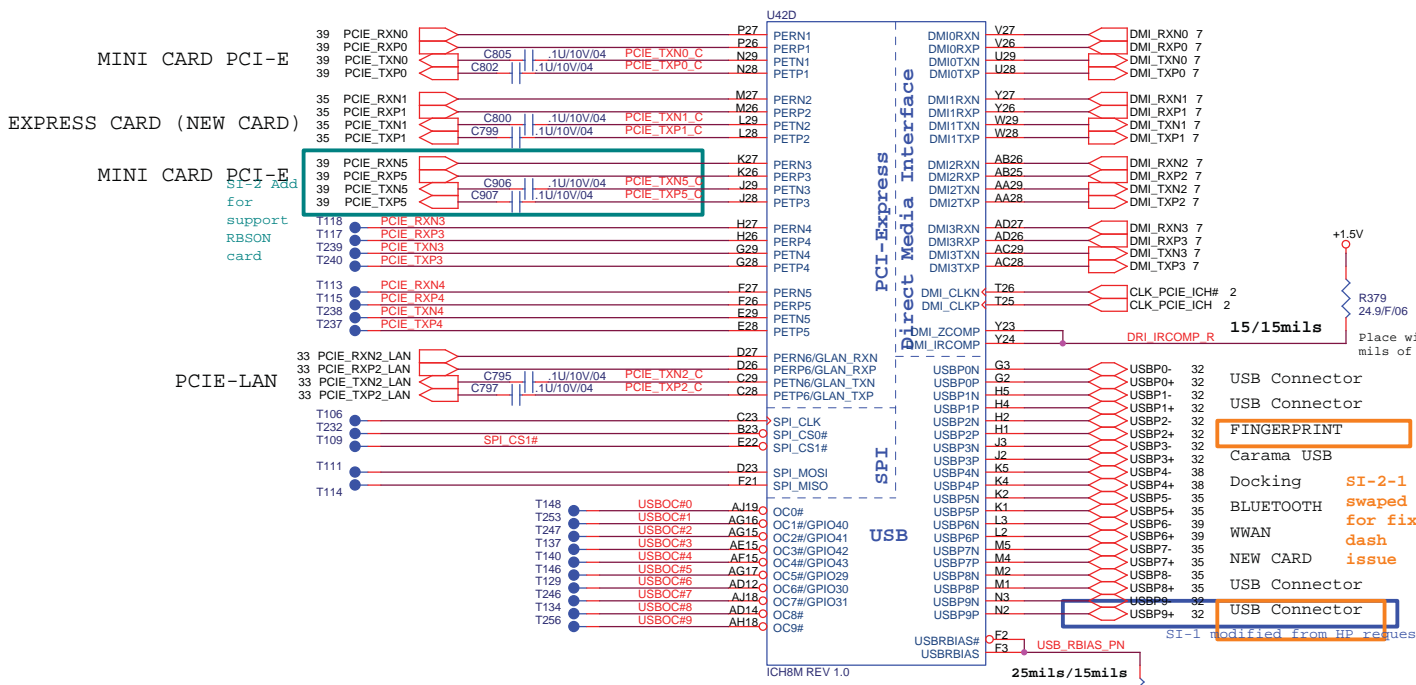 U42D
MINI CARD PCI-E
39 PCIE_RXN0 P27 PERN1
39 PCIE_RXP0 P26 PERP1
39 PCIE_TXN0 C805 .1U/10V/04 PCIE_TXN0_C N29 PETN1
39 PCIE_TXP0 C802 .1U/10V/04 PCIE_TXP0_C N28 PETP1
EXPRESS CARD (NEW CARD)
35 PCIE_RXN1 M27 PERN2
35 PCIE_RXP1 M26 PERP2
35 PCIE_TXN1 C800 .1U/10V/04 PCIE_TXN1_C L29 PETN2
35 PCIE_TXP1 C799 .1U/10V/04 PCIE_TXP1_C L28 PETP2
MINI CARD PCI-E
39 PCIE_RXN5 K27 PERN3
39 PCIE_RXP5 K26 PERP3
39 PCIE_TXN5 C906 .1U/10V/04 PCIE_TXN5_C J29 PETN3
39 PCIE_TXP5 C907 .1U/10V/04 PCIE_TXP5_C J28 PETP3
SI-2 Add
for
support
RBSON
card
T118 PCIE_RXN3 H27 PERN4
T117 PCIE_RXP3 H26 PERP4
T239 PCIE_TXN3 G29 PETN4
T240 PCIE_TXP3 G28 PETP4
T113 PCIE_RXN4 F27 PERN5
T115 PCIE_RXP4 F26 PERP5
T238 PCIE_TXN4 E29 PETN5
T237 PCIE_TXP4 E28 PETP5
PCIE-LAN
33 PCIE_RXN2_LAN D27 PERN6/GLAN_RXN
33 PCIE_RXP2_LAN D26 PERP6/GLAN_RXP
33 PCIE_TXN2_LAN C795 .1U/10V/04 PCIE_TXN2_C C29 PETN6/GLAN_TXN
33 PCIE_TXP2_LAN C797 .1U/10V/04 PCIE_TXP2_C C28 PETP6/GLAN_TXP
T106 C23 SPI_CLK
T232 B23 SPI_CS0#
T109 SPI_CS1# E22 SPI_CS1#
T111 D23 SPI_MOSI
T114 F21 SPI_MISO
T148 USBOC#0 AJ19 OC0#
T253 USBOC#1 AG16 OC1#/GPIO40
T247 USBOC#2 AG15 OC2#/GPIO41
T137 USBOC#3 AE15 OC3#/GPIO42
T140 USBOC#4 AF15 OC4#/GPIO43
T146 USBOC#5 AG17 OC5#/GPIO29
T129 USBOC#6 AD12 OC6#/GPIO30
T246 USBOC#7 AJ18 OC7#/GPIO31
T134 USBOC#8 AD14 OC8#
T256 USBOC#9 AH18 OC9#
ICH8M REV 1.0
PCI-Express
Direct Media Interface
SPI
USB
DMI0RXN V27 DMI_RXN0 7
DMI0RXP V26 DMI_RXP0 7
DMI0TXN U29 DMI_TXN0 7
DMI0TXP U28 DMI_TXP0 7
DMI1RXN Y27 DMI_RXN1 7
DMI1RXP Y26 DMI_RXP1 7
DMI1TXN W29 DMI_TXN1 7
DMI1TXP W28 DMI_TXP1 7
DMI2RXN AB26 DMI_RXN2 7
DMI2RXP AB25 DMI_RXP2 7
DMI2TXN AA29 DMI_TXN2 7
DMI2TXP AA28 DMI_TXP2 7
DMI3RXN AD27 DMI_RXN3 7
DMI3RXP AD26 DMI_RXP3 7
DMI3TXN AC29 DMI_TXN3 7
DMI3TXP AC28 DMI_TXP3 7
DMI_CLKN T26 CLK_PCIE_ICH# 2
DMI_CLKP T25 CLK_PCIE_ICH 2
+1.5V
R379
24.9/F/06
DMI_ZCOMP Y23
DMI_IRCOMP Y24 DRI_IRCOMP_R 15/15mils
Place wi
mils of
USBP0N G3 USBP0- 32
USBP0P G2 USBP0+ 32 USB Connector
USBP1N H5 USBP1- 32
USBP1P H4 USBP1+ 32 USB Connector
USBP2N H2 USBP2- 32
USBP2P H1 USBP2+ 32 FINGERPRINT
USBP3N J3 USBP3- 32
USBP3P J2 USBP3+ 32 Carama USB
USBP4N K5 USBP4- 38
USBP4P K4 USBP4+ 38 Docking
USBP5N K2 USBP5- 35
USBP5P K1 USBP5+ 35 BLUETOOTH
USBP6N L3 USBP6- 39
USBP6P L2 USBP6+ 39 WWAN
USBP7N M5 USBP7- 35
USBP7P M4 USBP7+ 35 NEW CARD
USBP8N M2 USBP8- 35
USBP8P M1 USBP8+ 35 USB Connector
USBP9N N3 USBP9- 32
USBP9P N2 USBP9+ 32 USB Connector
SI-2-1
swaped
for fix
dash
issue
SI-1 modified from HP reques
USBRBIAS# F2
USBRBIAS F3 USB_RBIAS_PN
25mils/15mils